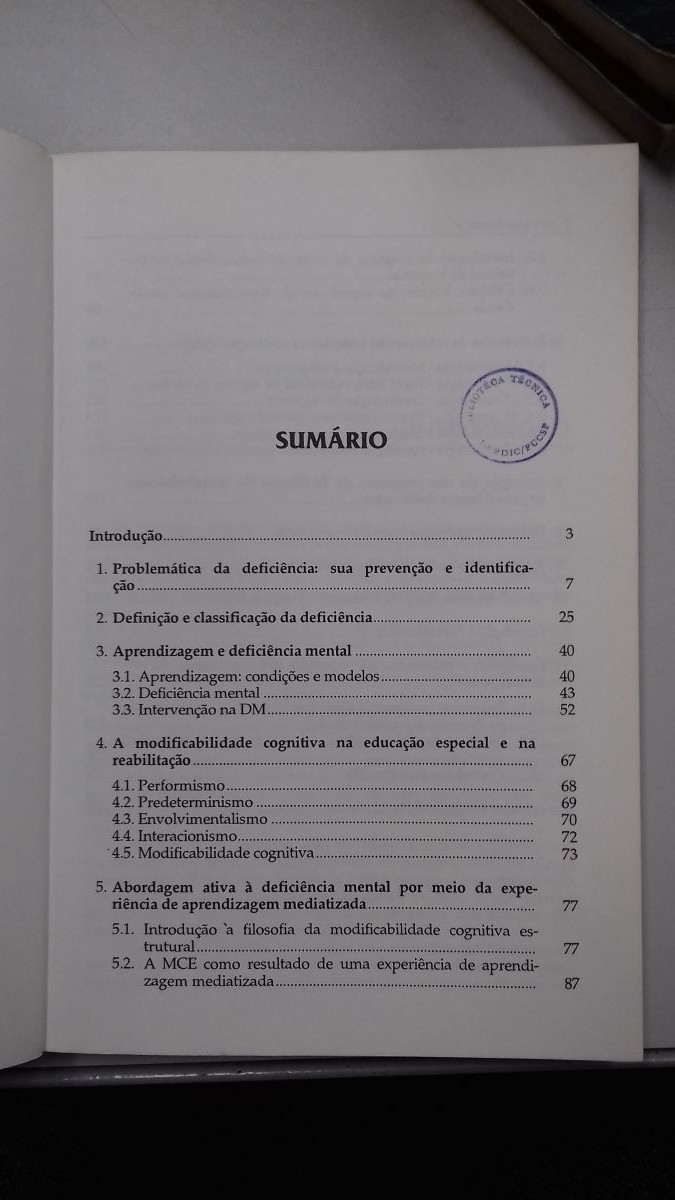 BIBLIOTECA TÉCNICA
DERDIC/PUCSP
SUMÁRIO
Introdução........ 3
1. Problemática da deficiência: sua prevenção e identifica-
ção........ 7
2. Definição e classificação da deficiência........ 25
3. Aprendizagem e deficiência mental........ 40
3.1. Aprendizagem: condições e modelos........ 40
3.2. Deficiência mental........ 43
3.3. Intervenção na DM........ 52
4. A modificabilidade cognitiva na educação especial e na
reabilitação........ 67
4.1. Performismo........ 68
4.2. Predeterminismo........ 69
4.3. Envolvimentalismo........ 70
4.4. Interacionismo........ 72
4.5. Modificabilidade cognitiva........ 73
5. Abordagem ativa à deficiência mental por meio da expe-
riência de aprendizagem mediatizada........ 77
5.1. Introdução à filosofia da modificabilidade cognitiva es-
trutural........ 77
5.2. A MCE como resultado de uma experiência de aprendi-
zagem mediatizada........ 87